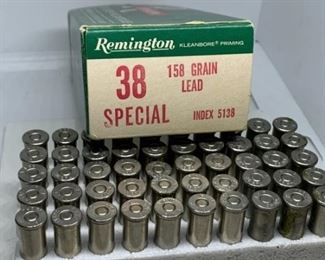 Remington KLEANBORE® PRIMING
38 158 GRAIN
LEAD
SPECIAL INDEX 5138